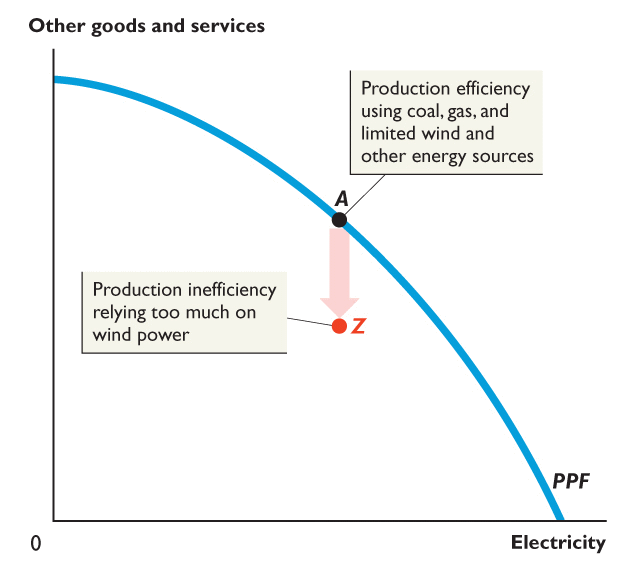 Other goods and services
Production efficiency
using coal, gas, and
limited wind and
other energy sources
A
Production inefficiency
relying too much on
wind power
Z
PPF
0
Electricity